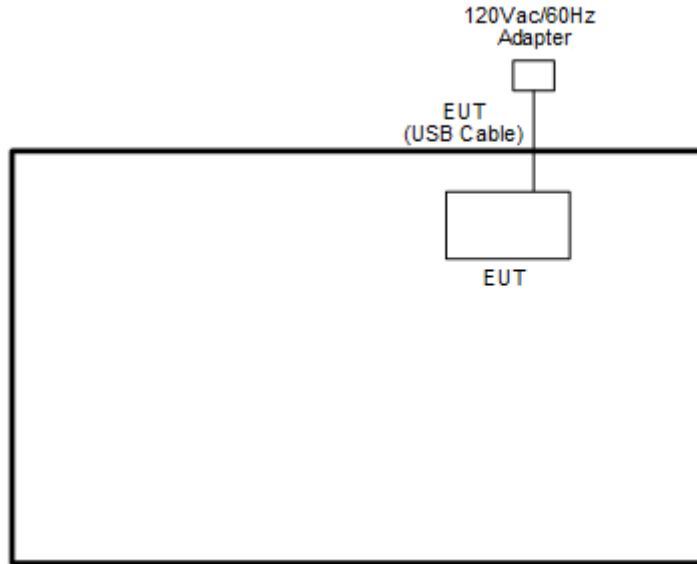 120Vac/60Hz
Adapter
EUT
(USB Cable)
EUT